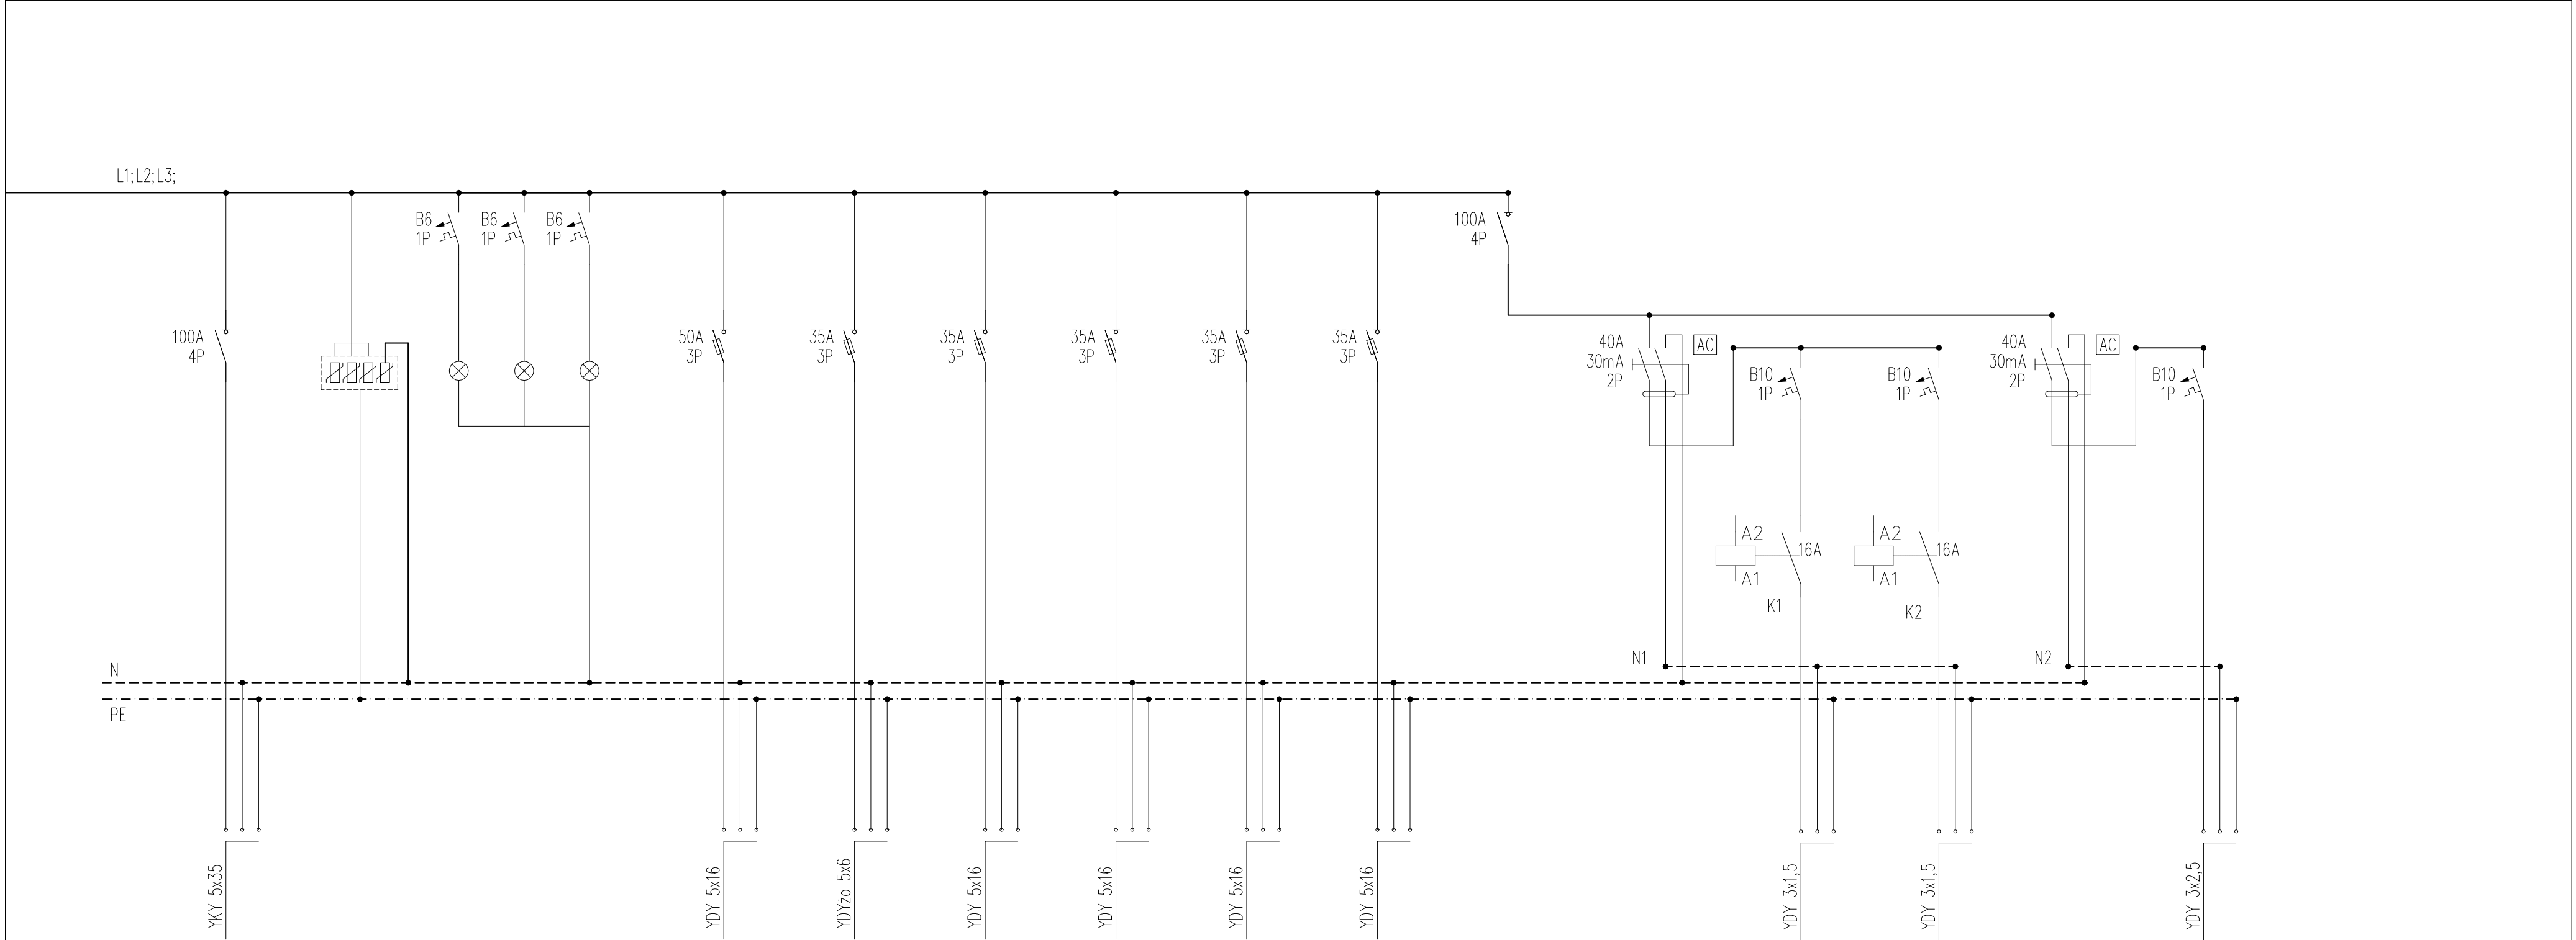 L1;L2;L3;
B6
1P
B6
1P
B6
1P
100A
4P
100A
4P
50A
3P
35A
3P
35A
3P
35A
3P
35A
3P
35A
3P
40A
30mA
2P
AC
B10
1P
B10
1P
40A
30mA
2P
AC
B10
1P
A2
16A
A1
K1
A2
16A
A1
K2
N1
N2
N
PE
YKY 5x35
YDY 5x16
YDYżo 5x6
YDY 5x16
YDY 5x16
YDY 5x16
YDY 5x16
YDY 3x1,5
YDY 3x1,5
YDY 3x2,5